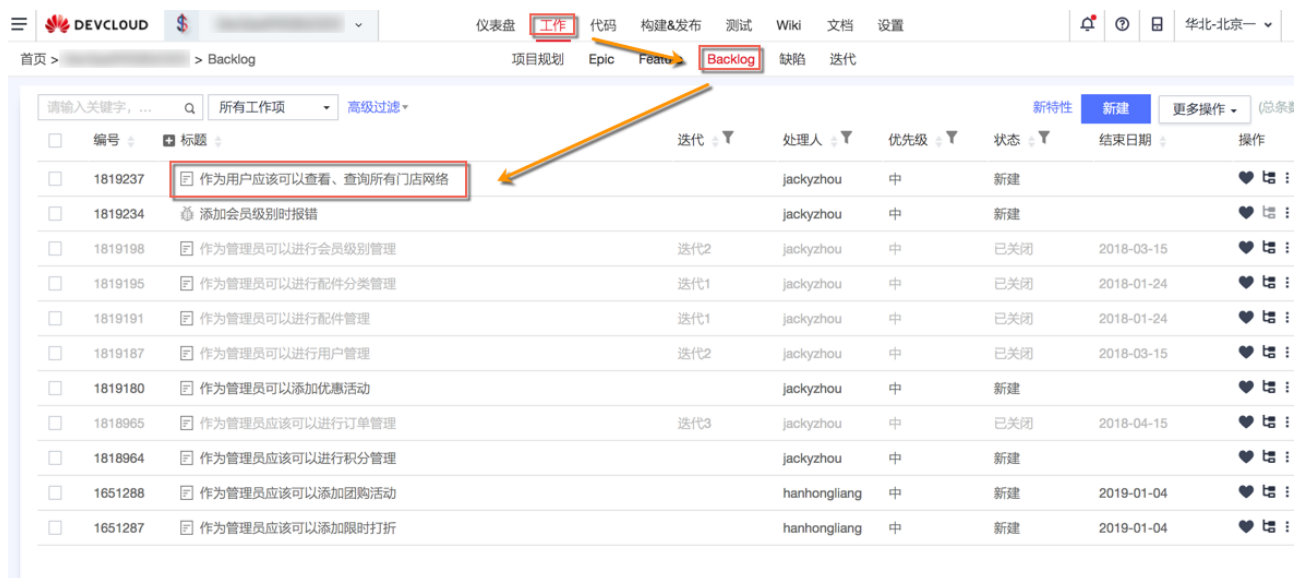 DEVCLOUD 仪表盘 工作 代码 构建&发布 测试 Wiki 文档 设置 华北-北京一
首页 > > Backlog 项目规划 Epic Backlog 缺陷 迭代
请输入关键字，... 所有工作项 高级过滤 新特性 新建 更多操作 (总条
编号 标题 迭代 处理人 优先级 状态 结束日期 操作
1819237 作为用户应该可以查看、查询所有门店网络 jackyzhou 中 新建
1819234 添加会员级别时报错 jackyzhou 中 新建
1819198 作为管理员可以进行会员级别管理 迭代2 jackyzhou 中 已关闭 2018-03-15
1819195 作为管理员可以进行配件分类管理 迭代1 jackyzhou 中 已关闭 2018-01-24
1819191 作为管理员可以进行配件管理 迭代1 jackyzhou 中 已关闭 2018-01-24
1819187 作为管理员可以进行用户管理 迭代2 jackyzhou 中 已关闭 2018-03-15
1819180 作为管理员可以添加优惠活动 jackyzhou 中 新建
1818965 作为管理员应该可以进行订单管理 迭代3 jackyzhou 中 已关闭 2018-04-15
1818964 作为管理员应该可以进行积分管理 jackyzhou 中 新建
1651288 作为管理员应该可以添加团购活动 hanhongliang 中 新建 2019-01-04
1651287 作为管理员应该可以添加限时打折 hanhongliang 中 新建 2019-01-04